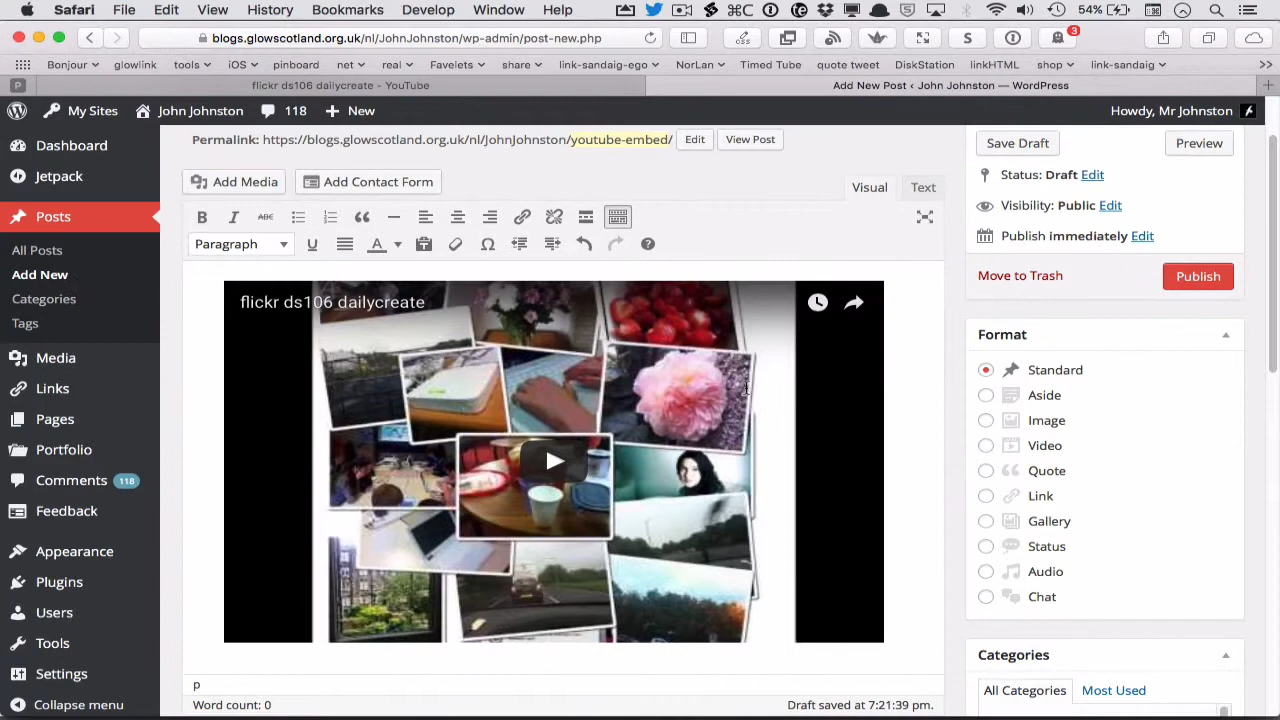 Safari File Edit View History Bookmarks Develop Window Help 54%
blogs.glowscotland.org.uk/nl/JohnJohnston/wp-admin/post-new.php S 3
Bonjour glowlink tools iOS pinboard net real Favelets share link-sandaig-ego NorLan Timed Tube quote tweet DiskStation linkHTML shop link-sandaig >>
P flickr ds106 dailycreate - YouTube Add New Post ‹ John Johnston — WordPress +
My Sites John Johnston 118 New Howdy, Mr Johnston
Dashboard
Jetpack
Posts
All Posts
Add New
Categories
Tags
Media
Links
Pages
Portfolio
Comments 118
Feedback
Appearance
Plugins
Users
Tools
Settings
Collapse menu
Permalink: https://blogs.glowscotland.org.uk/nl/JohnJohnston/youtube-embed/ Edit View Post
Add Media Add Contact Form Visual Text
B I ABC
Paragraph U A Ω
flickr ds106 dailycreate
p
Word count: 0 Draft saved at 7:21:39 pm.
Save Draft Preview
Status: Draft Edit
Visibility: Public Edit
Publish immediately Edit
Move to Trash Publish
Format
Standard
Aside
Image
Video
Quote
Link
Gallery
Status
Audio
Chat
Categories
All Categories Most Used